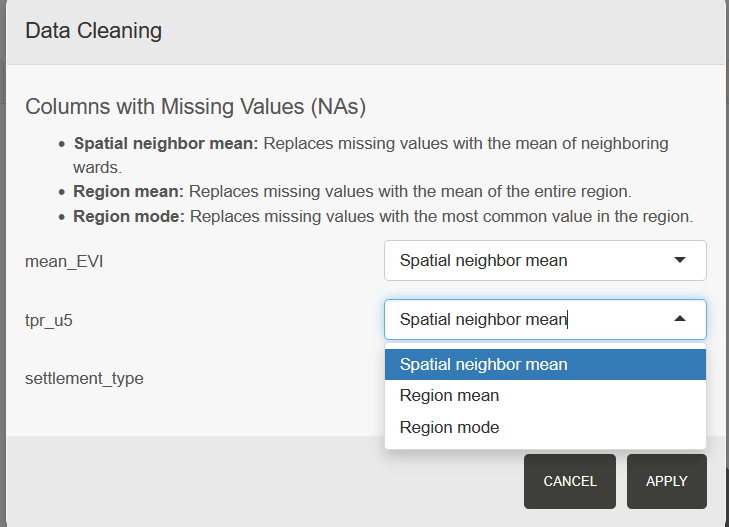 Data Cleaning
Columns with Missing Values (NAs)
• Spatial neighbor mean: Replaces missing values with the mean of neighboring
wards.
• Region mean: Replaces missing values with the mean of the entire region.
• Region mode: Replaces missing values with the most common value in the region.
mean_EVI Spatial neighbor mean
tpr_u5 Spatial neighbor mean
Spatial neighbor mean
settlement_type
Region mean
Region mode
CANCEL APPLY